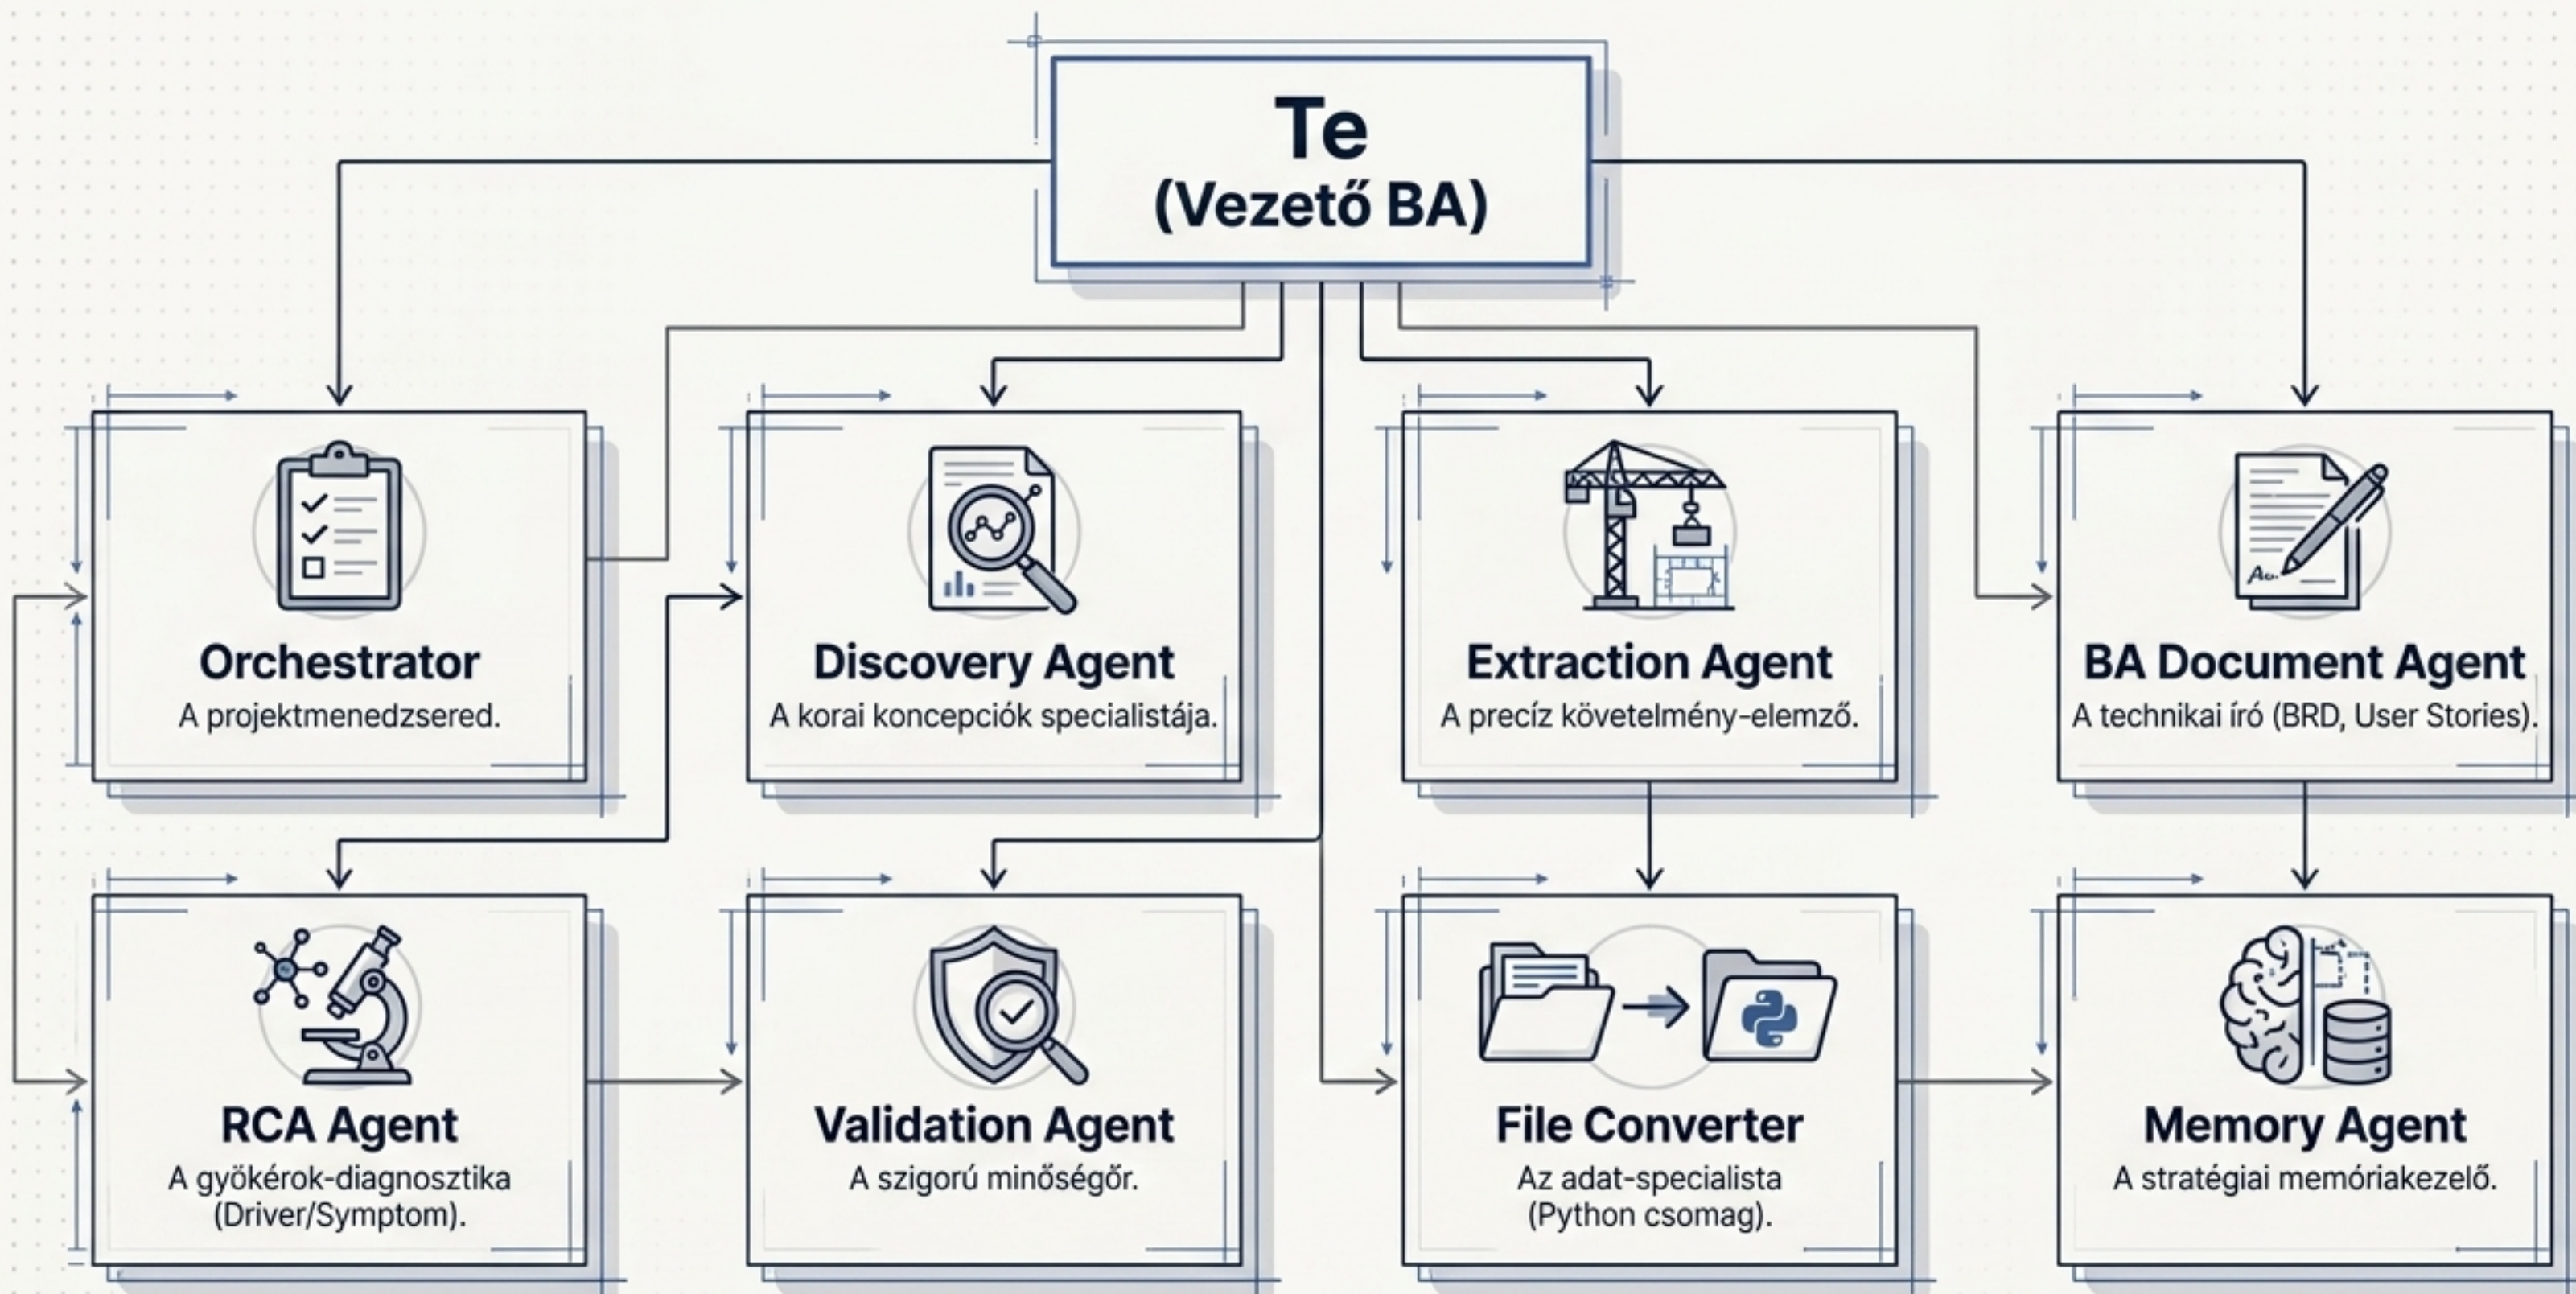 Te
(Vezető BA)
Orchestrator
A projektmenedzsered.
Discovery Agent
A korai koncepciók specialistája.
Extraction Agent
A precíz követelmény-elemző.
BA Document Agent
A technikai író (BRD, User Stories).
RCA Agent
A gyökérok-diagnosztika
(Driver/Symptom).
Validation Agent
A szigorú minőségőr.
File Converter
Az adat-specialista
(Python csomag).
Memory Agent
A stratégiai memóriakezelő.